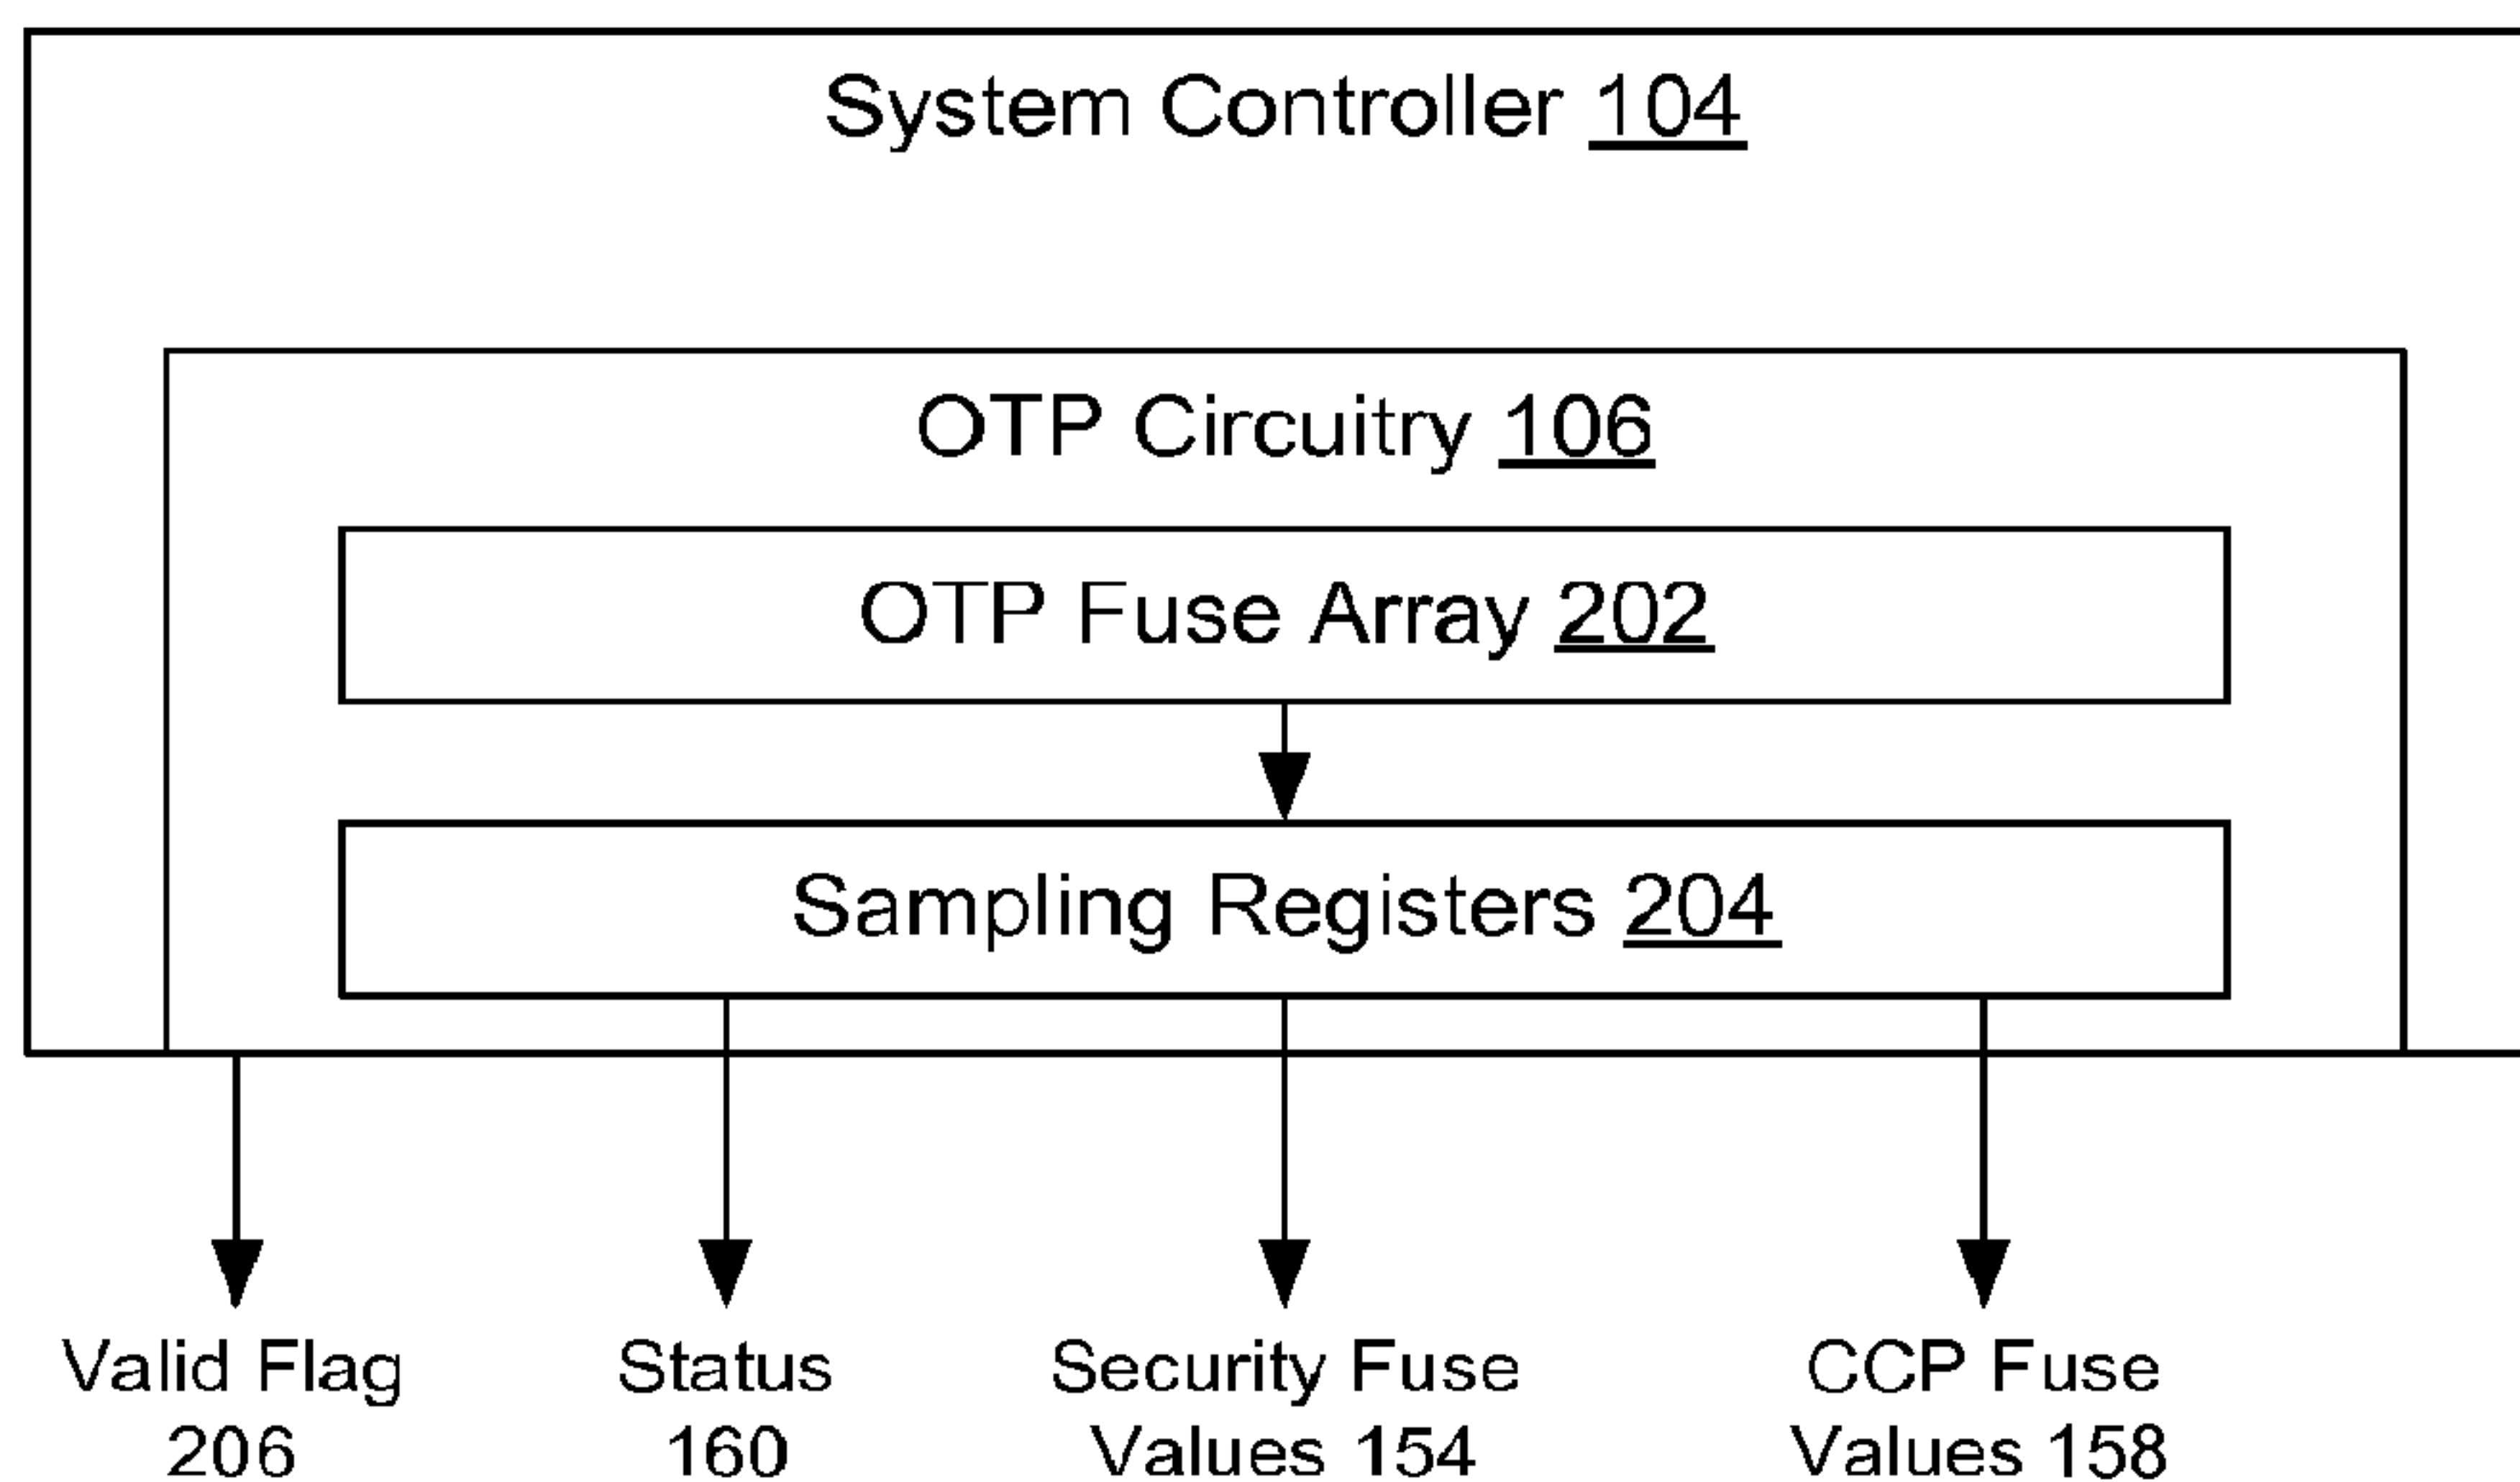 System Controller 104
OTP Circuitry 106
OTP Fuse Array 202
Sampling Registers 204
Valid Flag
206
Status
160
Security Fuse
Values 154
CCP Fuse
Values 158